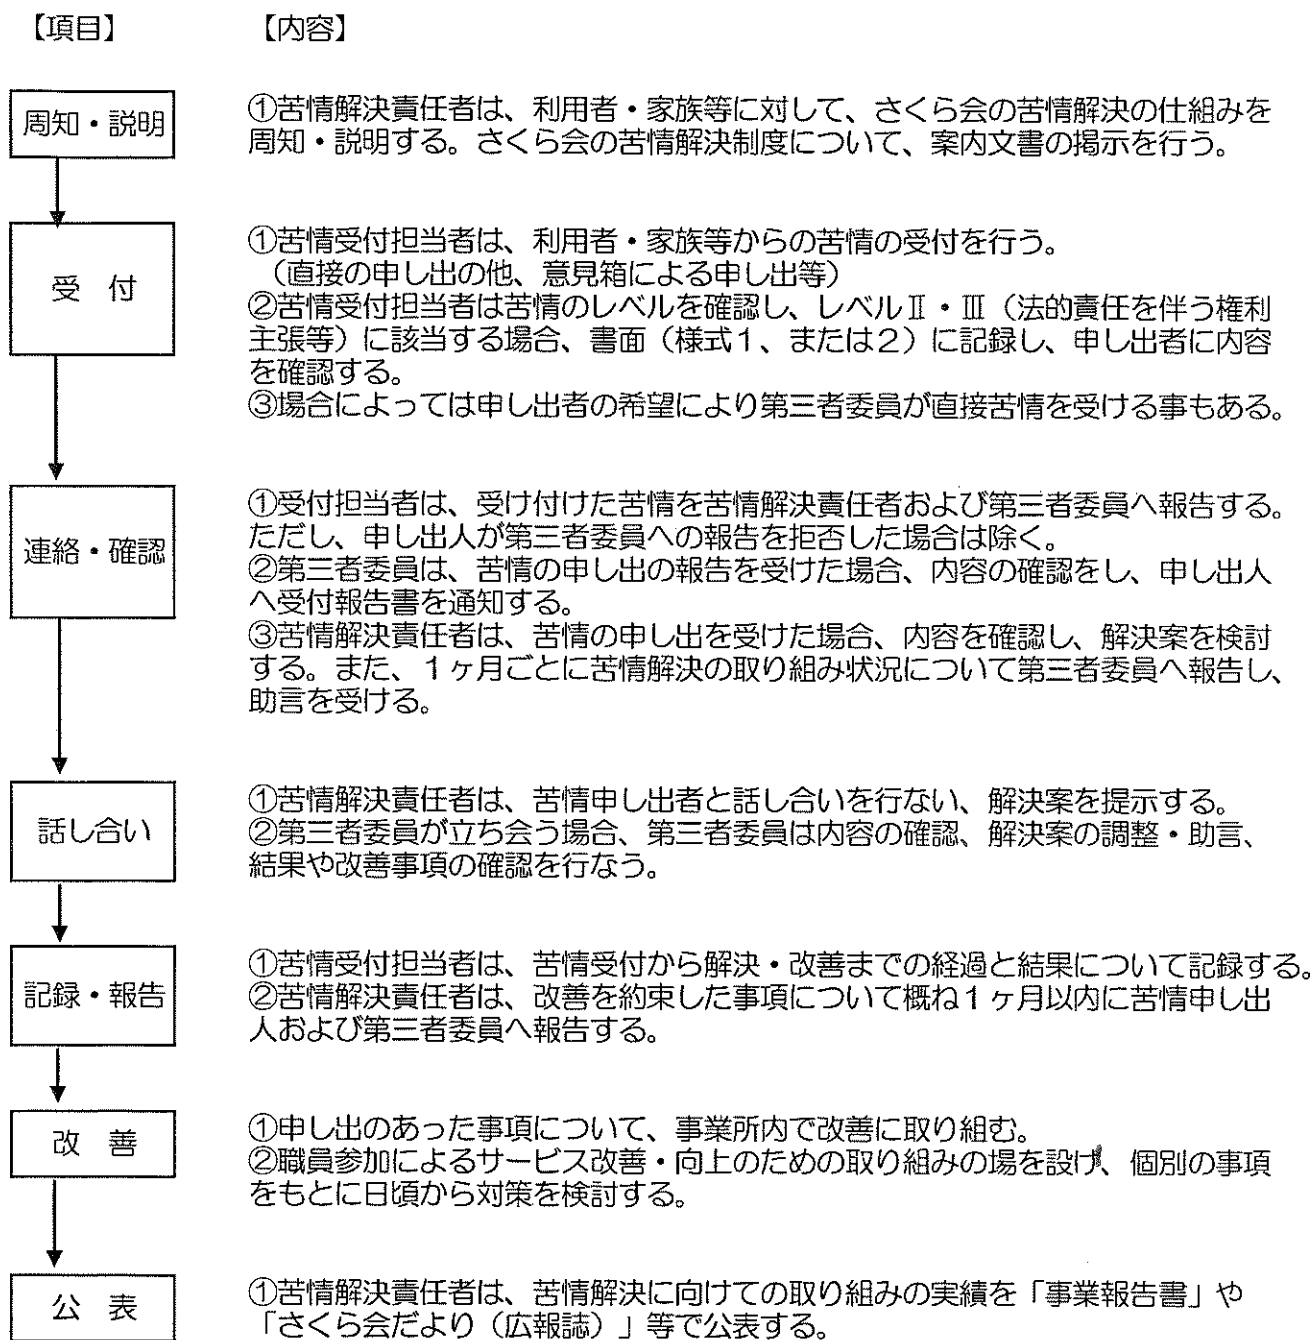 【項目】 【内容】
周知・説明
①苦情解決責任者は、利用者・家族等に対して、さくら会の苦情解決の仕組みを
周知・説明する。さくら会の苦情解決制度について、案内文書の掲示を行う。
受 付
①苦情受付担当者は、利用者・家族等からの苦情の受付を行う。
（直接の申し出の他、意見箱による申し出等）
②苦情受付担当者は苦情のレベルを確認し、レベルⅡ・Ⅲ（法的責任を伴う権利
主張等）に該当する場合、書面（様式１、または２）に記録し、申し出者に内容
を確認する。
③場合によっては申し出者の希望により第三者委員が直接苦情を受ける事もある。
連絡・確認
①受付担当者は、受け付けた苦情を苦情解決責任者および第三者委員へ報告する。
ただし、申し出人が第三者委員への報告を拒否した場合は除く。
②第三者委員は、苦情の申し出の報告を受けた場合、内容の確認をし、申し出人
へ受付報告書を通知する。
③苦情解決責任者は、苦情の申し出を受けた場合、内容を確認し、解決案を検討
する。また、１ヶ月ごとに苦情解決の取り組み状況について第三者委員へ報告し、
助言を受ける。
話し合い
①苦情解決責任者は、苦情申し出者と話し合いを行ない、解決案を提示する。
②第三者委員が立ち会う場合、第三者委員は内容の確認、解決案の調整・助言、
結果や改善事項の確認を行なう。
記録・報告
①苦情受付担当者は、苦情受付から解決・改善までの経過と結果について記録する。
②苦情解決責任者は、改善を約束した事項について概ね１ヶ月以内に苦情申し出
人および第三者委員へ報告する。
改 善
①申し出のあった事項について、事業所内で改善に取り組む。
②職員参加によるサービス改善・向上のための取り組みの場を設け、個別の事項
をもとに日頃から対策を検討する。
公 表
①苦情解決責任者は、苦情解決に向けての取り組みの実績を「事業報告書」や
「さくら会だより（広報誌）」等で公表する。